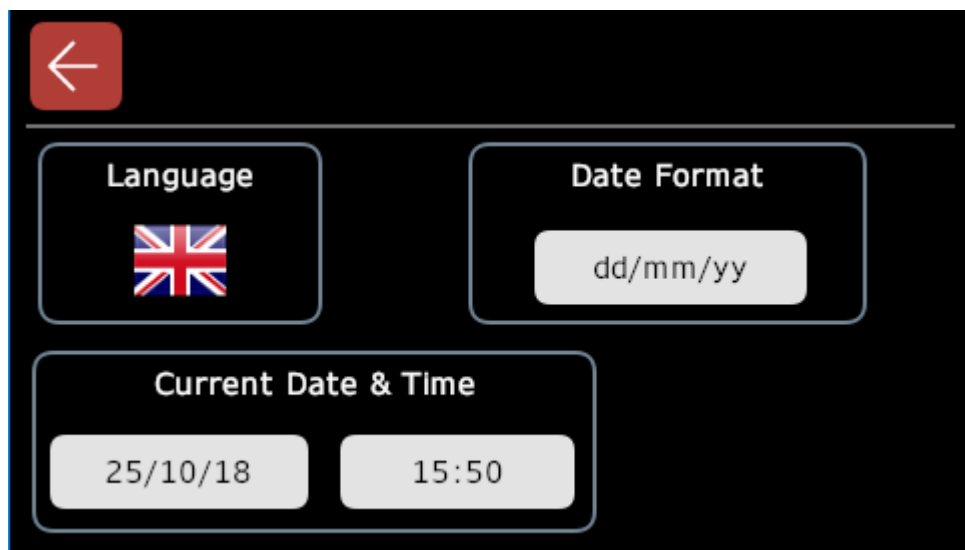 Language
Date Format
dd/mm/yy
Current Date & Time
25/10/18
15:50